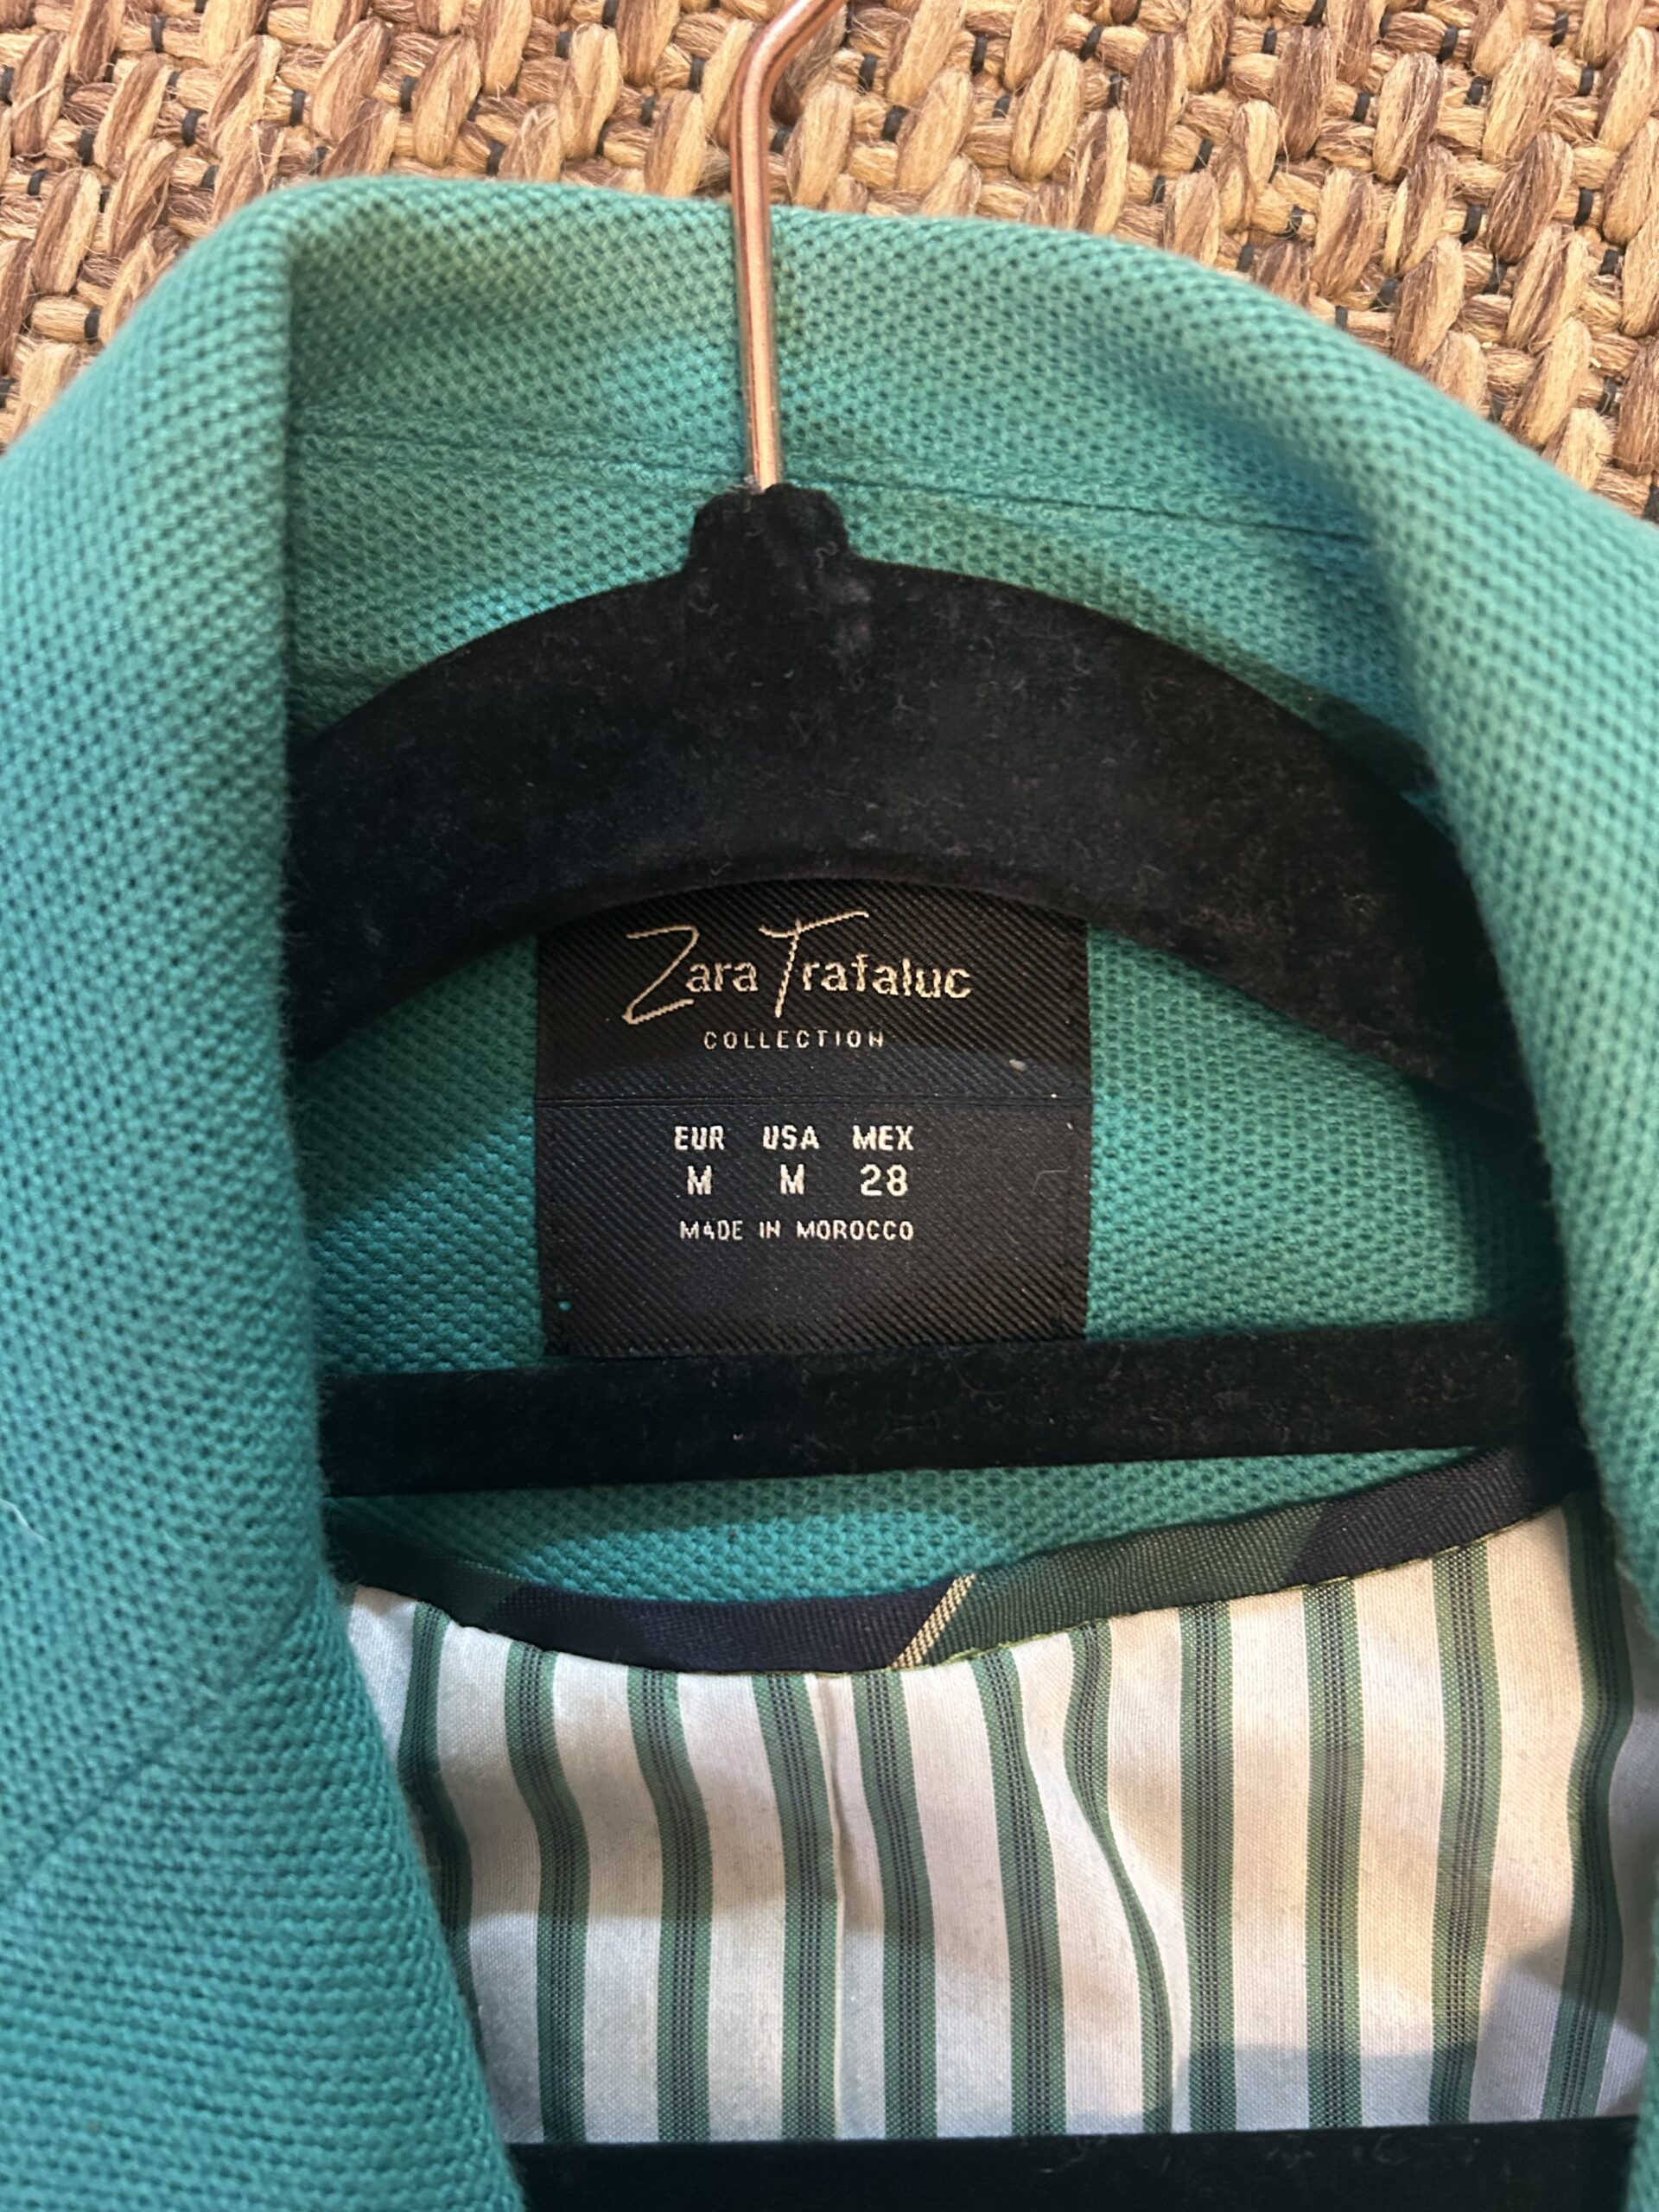 Zara Trafaluc
COLLECTION
EUR USA MEX
M M 28
MADE IN MOROCCO